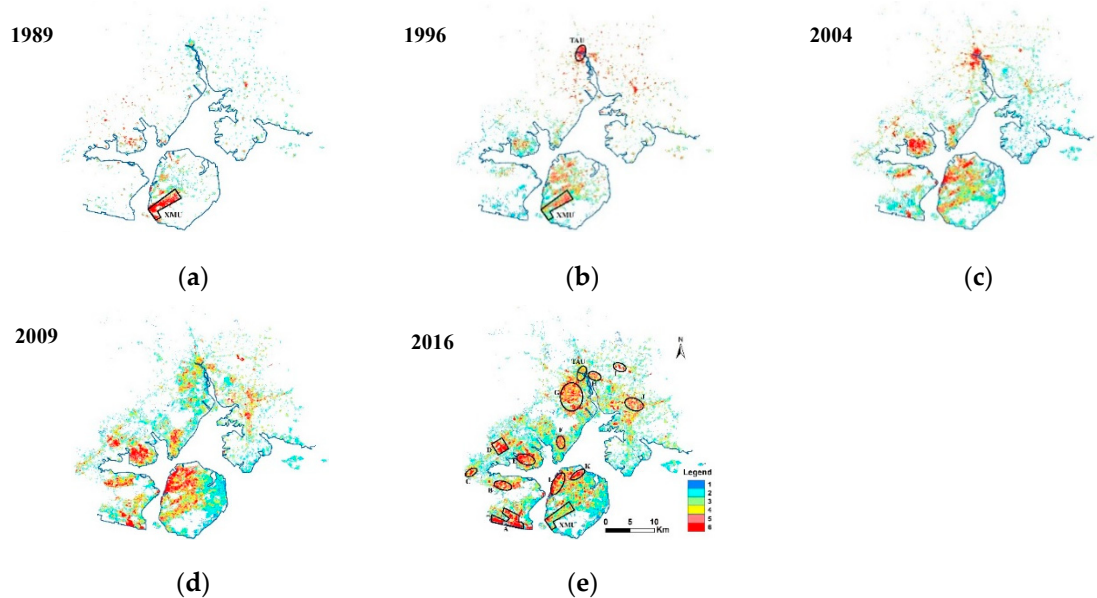 1989
XMU
(a)
1996
TAU
XMU
(b)
2004
(c)
2009
(d)
2016
N
TAU
H
G
F
D
C
B
K
L
A
XMU
Legend
1
2
3
4
5
6
0 5 10
Km
(e)